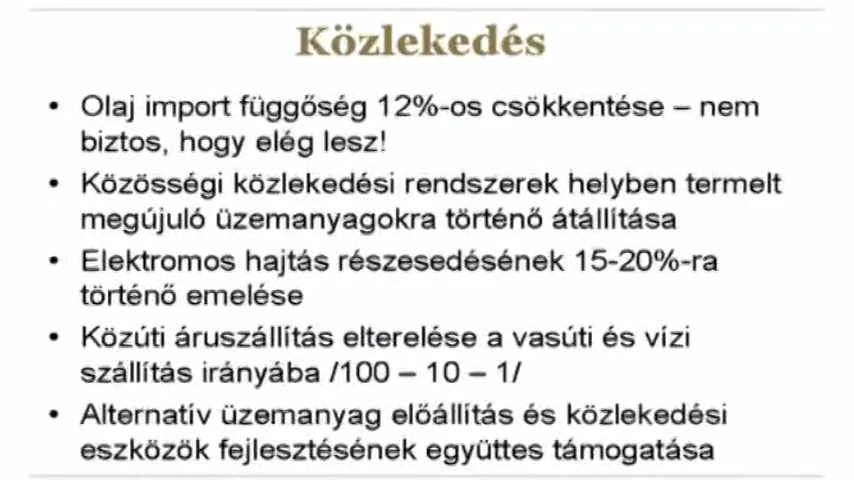 Közlekedés
• Olaj import függőség 12%-os csökkentése – nem
biztos, hogy elég lesz!
• Közösségi közlekedési rendszerek helyben termelt
megújuló üzemanyagokra történő átállítása
• Elektromos hajtás részesedésének 15-20%-ra
történő emelése
• Közúti áruszállítás elterelése a vasúti és vízi
szállítás irányába /100 – 10 – 1/
• Alternatív üzemanyag előállítás és közlekedési
eszközök fejlesztésének együttes támogatása